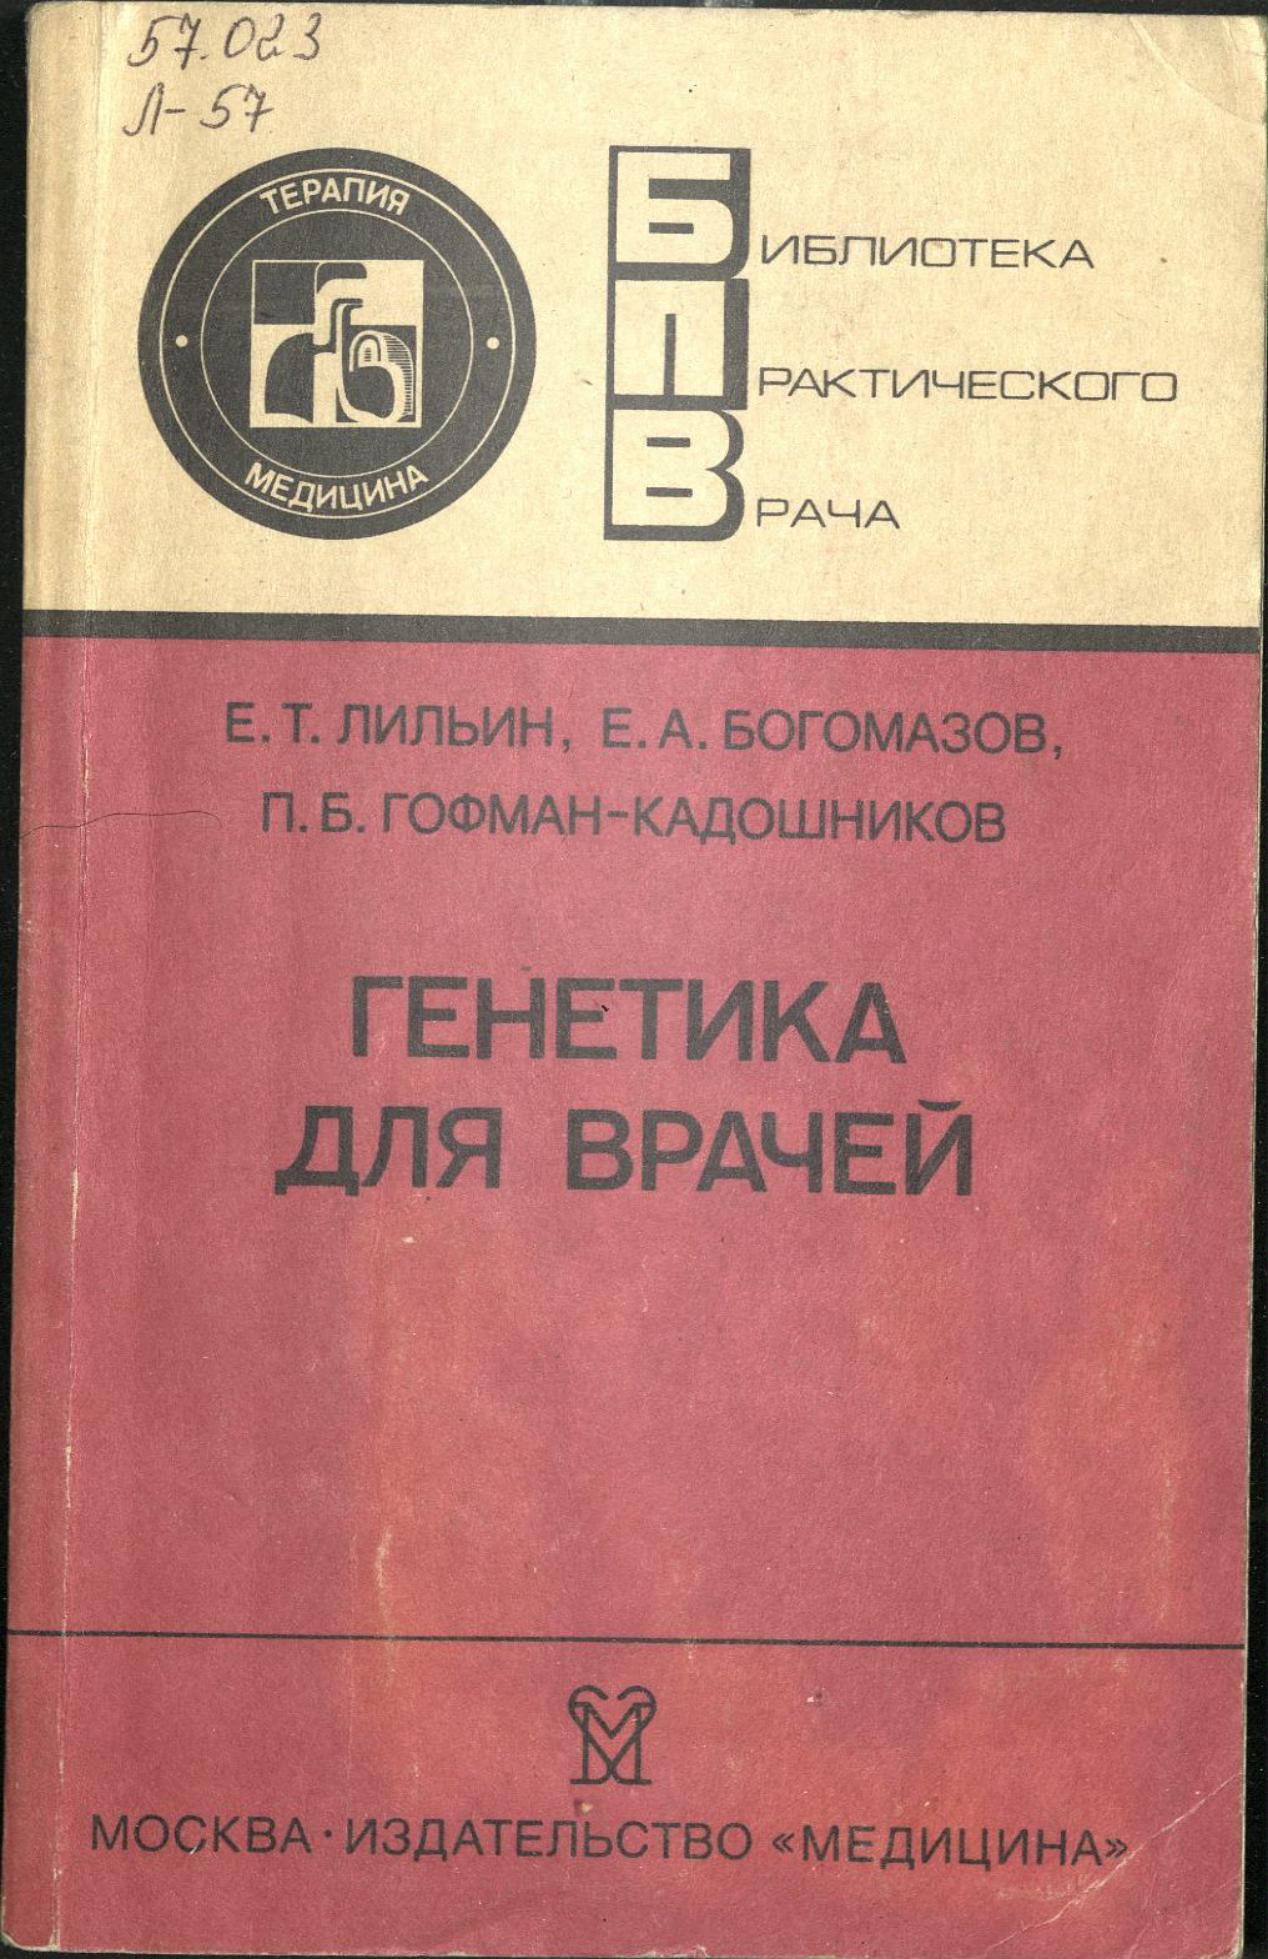 57.023
Л-57
ТЕРАПИЯ
МЕДИЦИНА
БИБЛИОТЕКА
ПРАКТИЧЕСКОГО
ВРАЧА
Е. Т. ЛИЛЬИН, Е. А. БОГОМАЗОВ,
П. Б. ГОФМАН-КАДОШНИКОВ
ГЕНЕТИКА
ДЛЯ ВРАЧЕЙ
МОСКВА · ИЗДАТЕЛЬСТВО «МЕДИЦИНА»